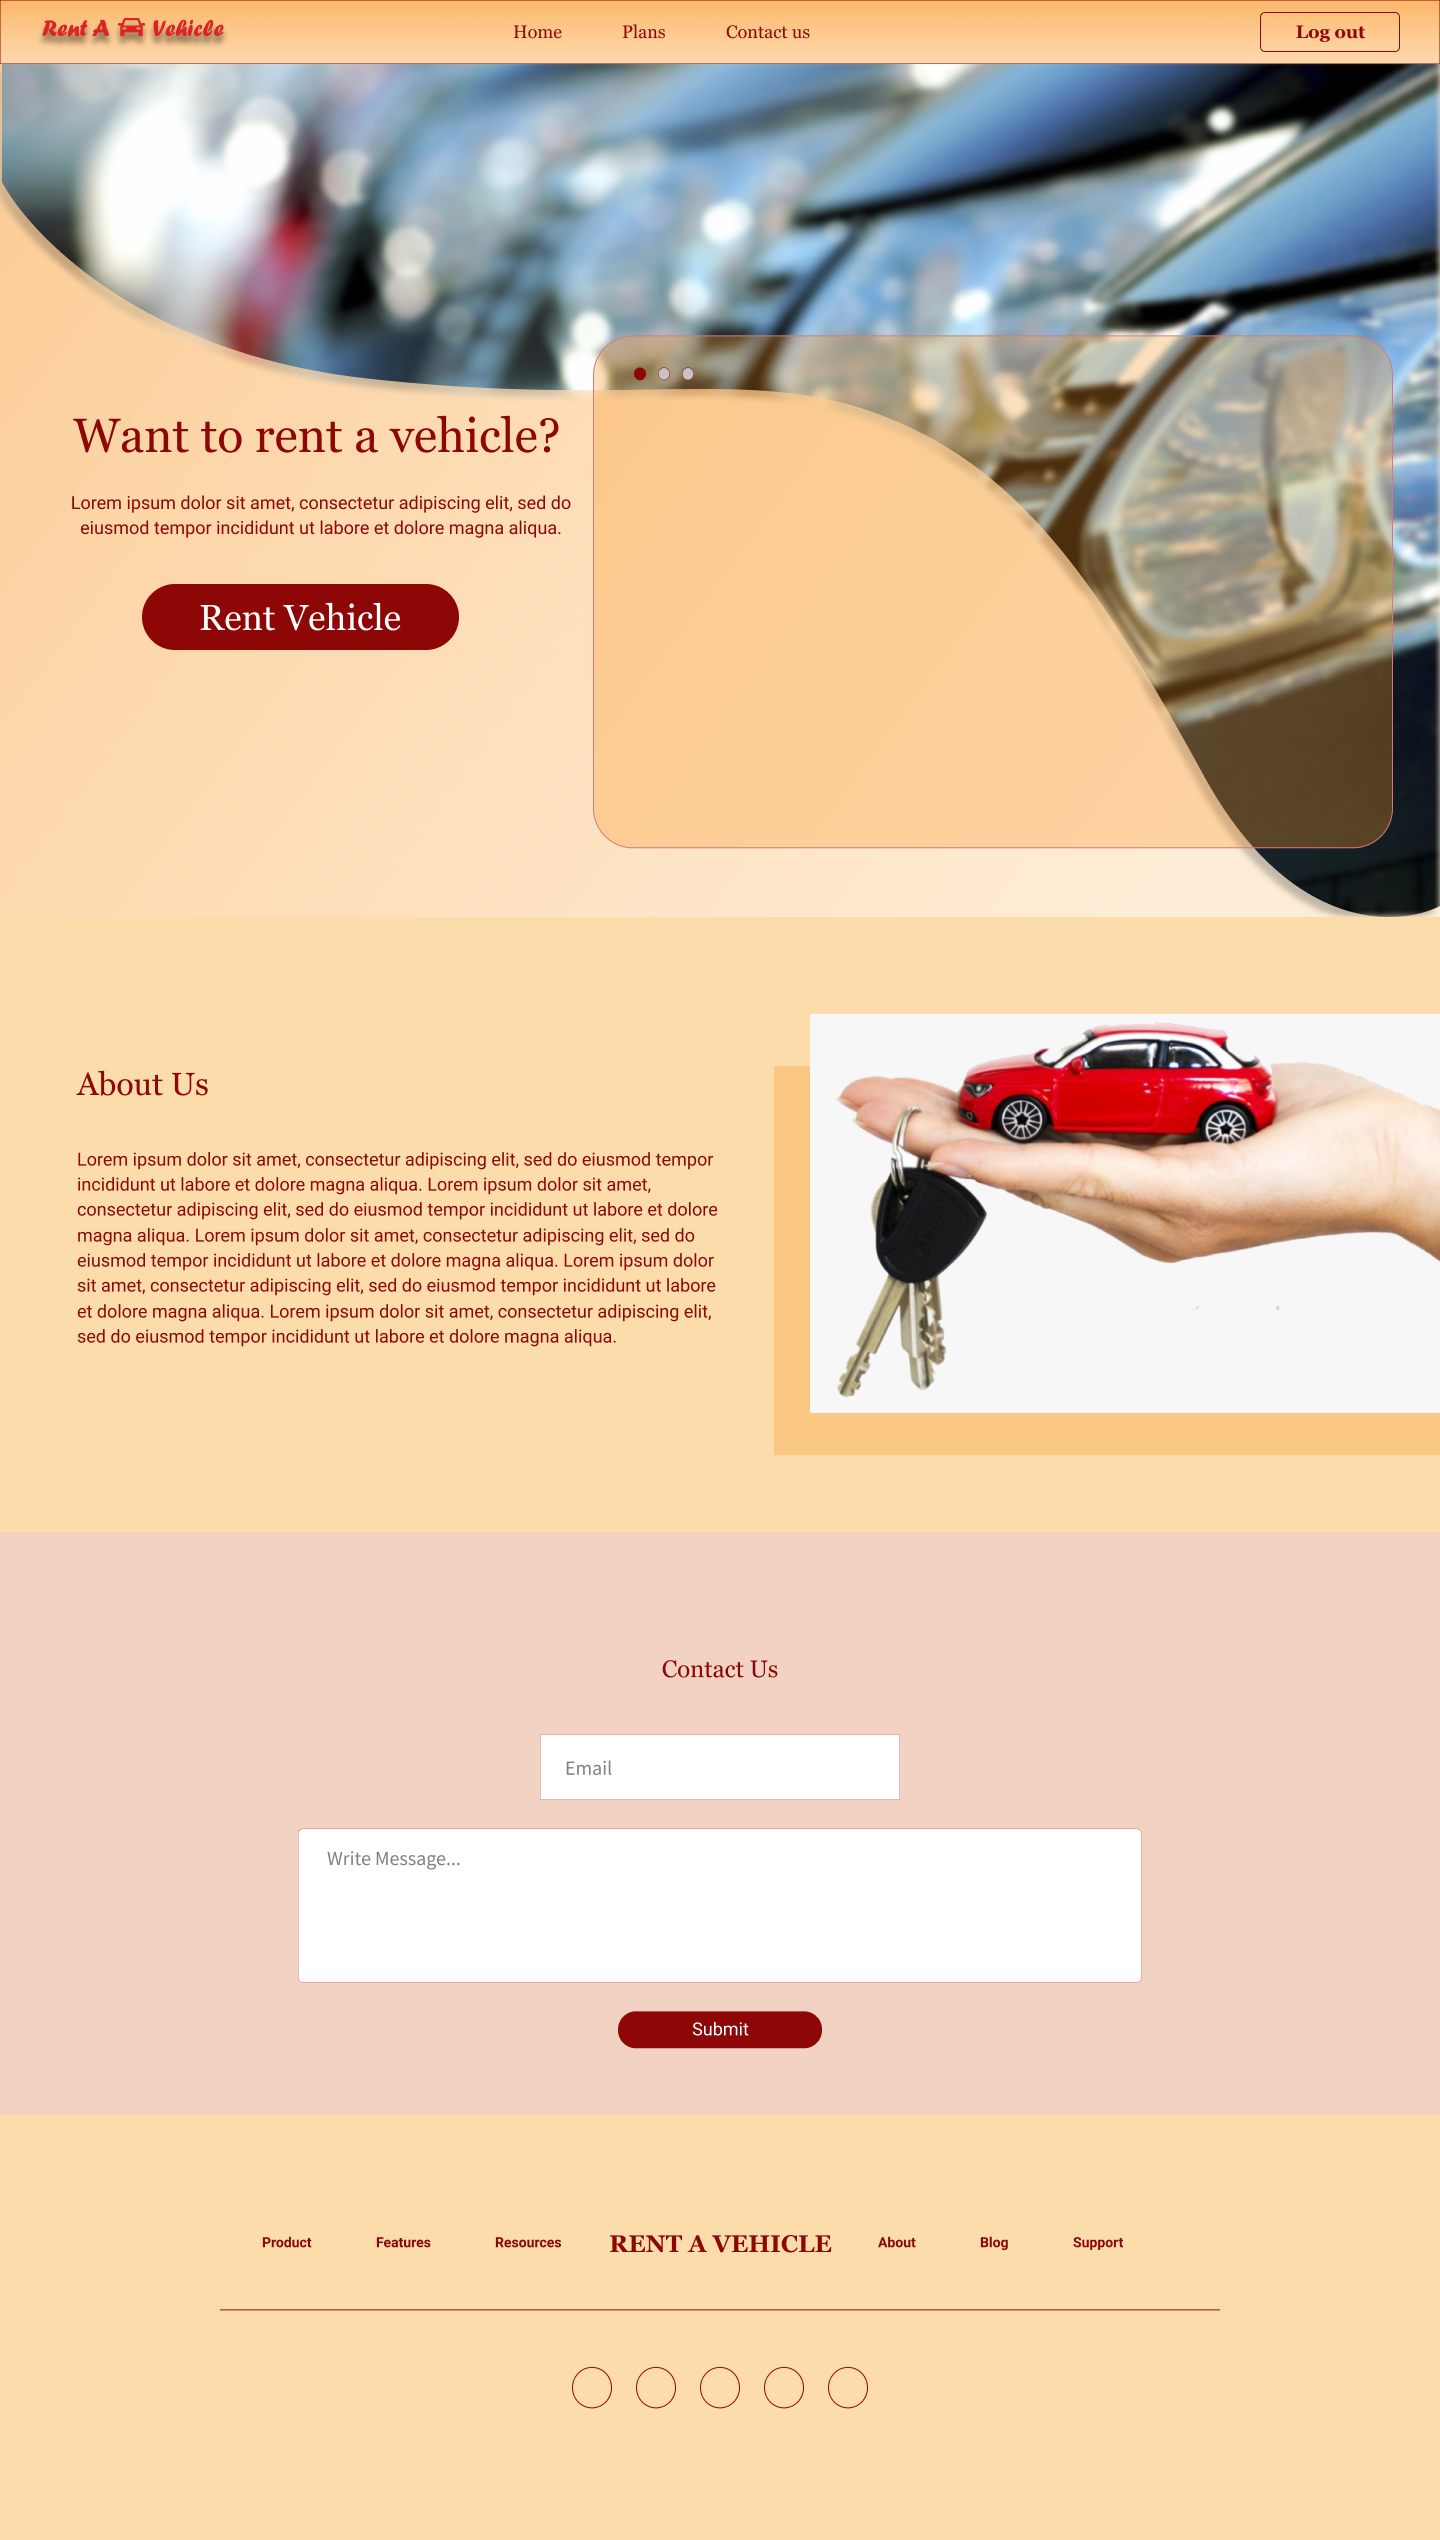 Rent A Vehicle
Home
Plans
Contact us
Log out
Want to rent a vehicle?
Lorem ipsum dolor sit amet, consectetur adipiscing elit, sed do
eiusmod tempor incididunt ut labore et dolore magna aliqua.
Rent Vehicle
About Us
Lorem ipsum dolor sit amet, consectetur adipiscing elit, sed do eiusmod tempor
incididunt ut labore et dolore magna aliqua. Lorem ipsum dolor sit amet,
consectetur adipiscing elit, sed do eiusmod tempor incididunt ut labore et dolore
magna aliqua. Lorem ipsum dolor sit amet, consectetur adipiscing elit, sed do
eiusmod tempor incididunt ut labore et dolore magna aliqua. Lorem ipsum dolor
sit amet, consectetur adipiscing elit, sed do eiusmod tempor incididunt ut labore
et dolore magna aliqua. Lorem ipsum dolor sit amet, consectetur adipiscing elit,
sed do eiusmod tempor incididunt ut labore et dolore magna aliqua.
Contact Us
Email
Write Message...
Submit
Product
Features
Resources
RENT A VEHICLE
About
Blog
Support